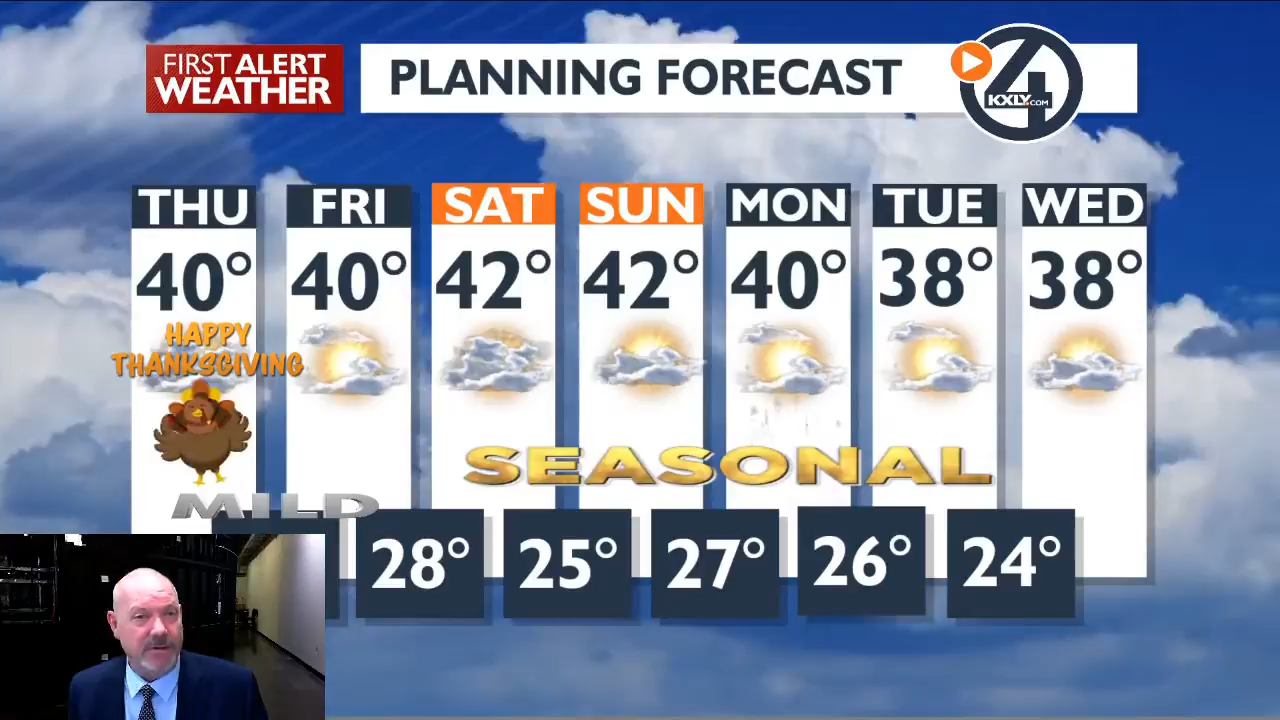 FIRST ALERT
WEATHER
PLANNING FORECAST
4
KXLY.COM
THU FRI SAT SUN MON TUE WED
40° 40° 42° 42° 40° 38° 38°
HAPPY
THANKSGIVING
SEASONAL
MILD
28° 25° 27° 26° 24°